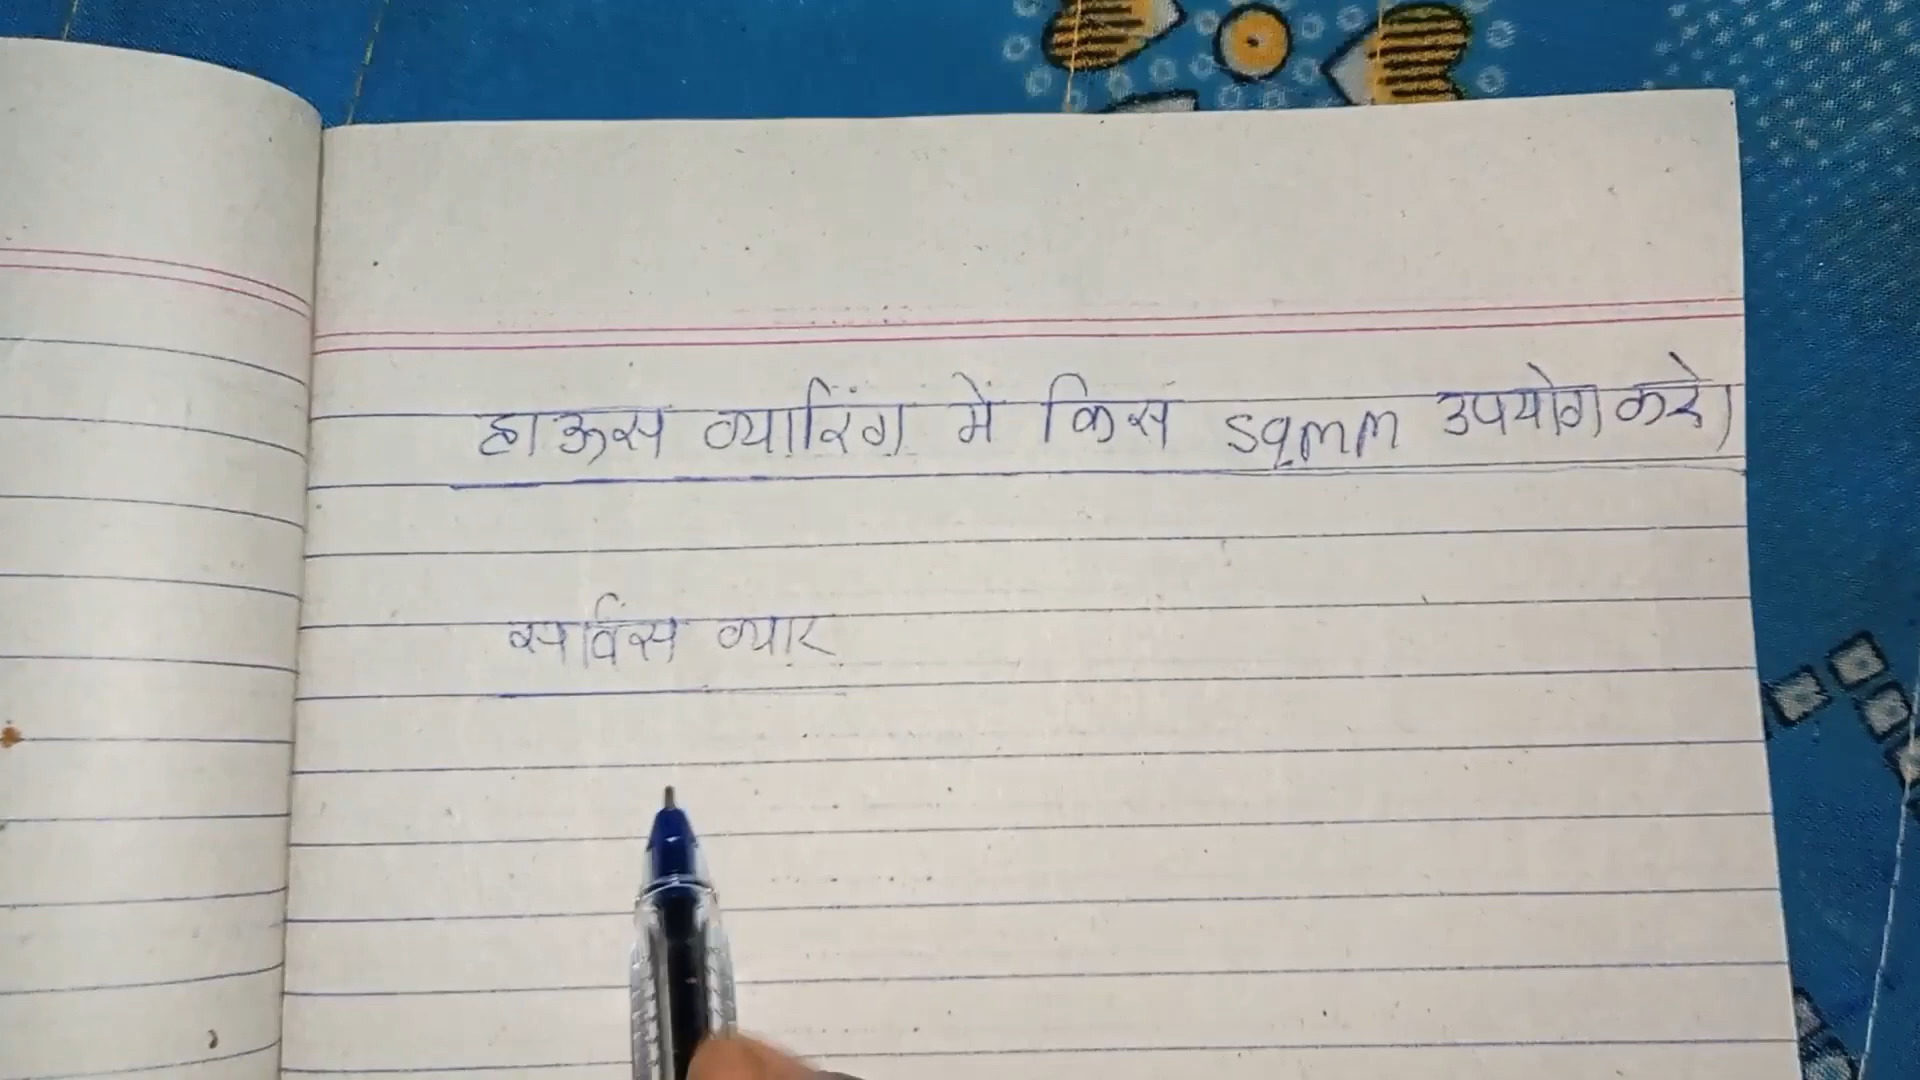 हाऊस व्यारिंग में किस sqmm उपयोग करे।
सर्विस व्यार